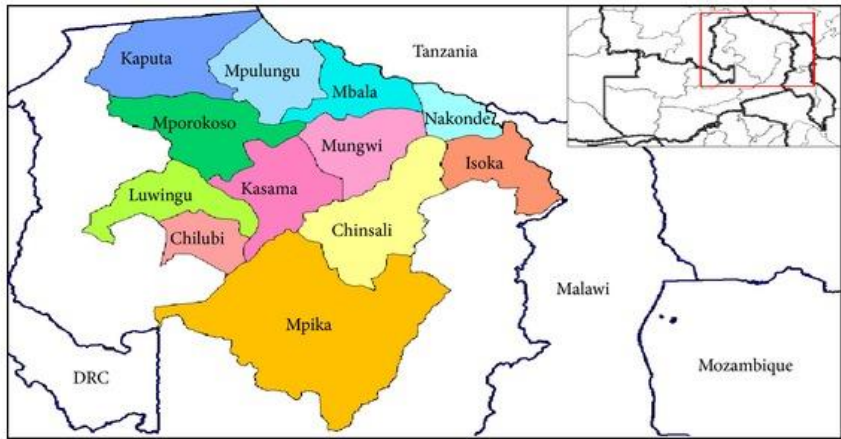 Kaputa
Mpulungu
Tanzania
Mbala
Mporokoso
Nakonde
Mungwi
Isoka
Luwingu
Kasama
Chilubi
Chinsali
Malawi
Mpika
DRC
Mozambique